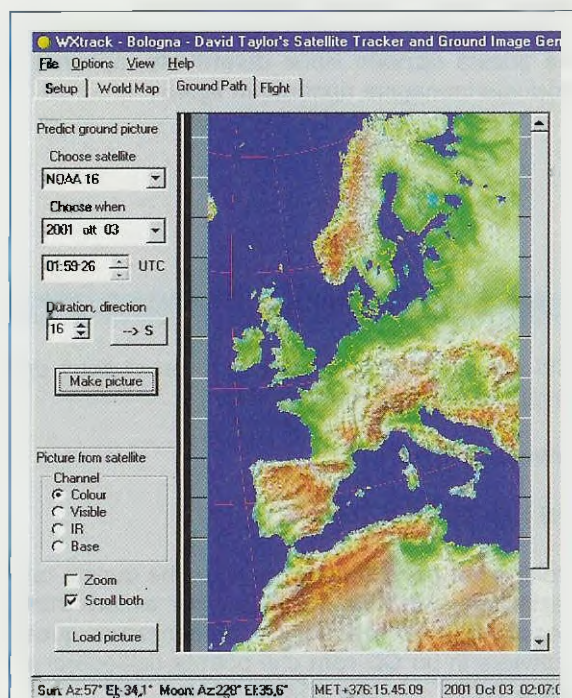 WXtrack - Bologna - David Taylor's Satellite Tracker and Ground Image Gen
File Options View Help
Setup World Map Ground Path Flight
Predict ground picture
Choose satellite
NOAA 16
Choose when
2001 ott 03
01:59:26 UTC
Duration, direction
16 --> S
Make picture
Picture from satellite
Channel
Colour
Visible
IR
Base
Zoom
Scroll both
Load picture
Sun: Az:57° El:-34,1° Moon: Az:228° El:35,6° MET+376:15.45.09 2001 Oct 03 02:07:0